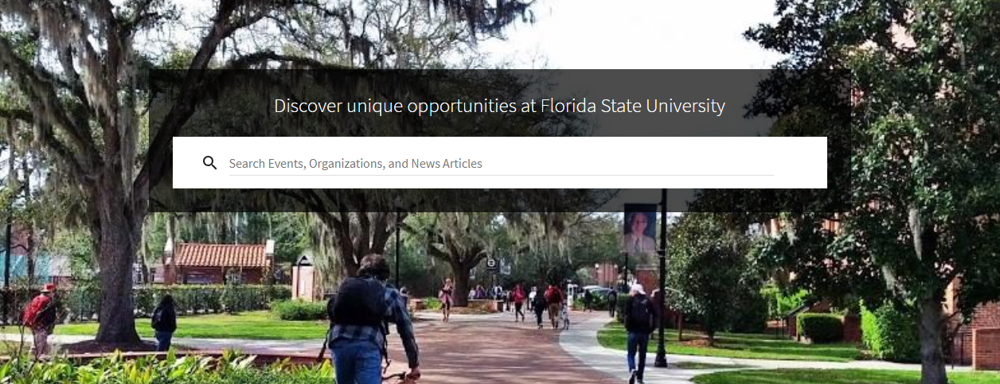 Discover unique opportunities at Florida State University
Search Events, Organizations, and News Articles